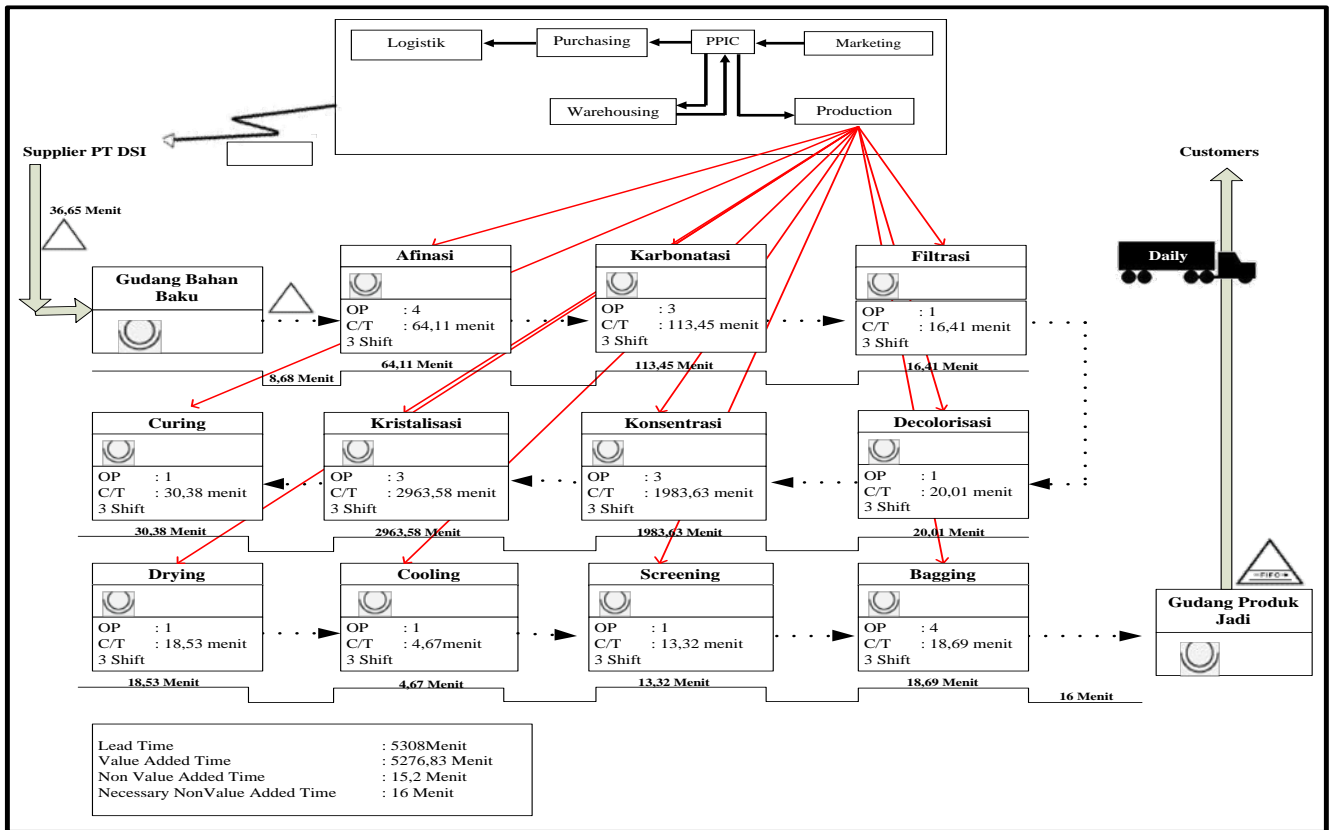 Logistik
Purchasing
PPIC
Marketing
Warehousing
Production
Supplier PT DSI
Customers
36,65 Menit
Daily
Gudang Bahan
Baku
Afinasi
OP : 4
C/T : 64,11 menit
3 Shift
Karbonatasi
OP : 3
C/T : 113,45 menit
3 Shift
Filtrasi
OP : 1
C/T : 16,41 menit
3 Shift
8,68 Menit
64,11 Menit
113,45 Menit
16,41 Menit
Curing
OP : 1
C/T : 30,38 menit
3 Shift
Kristalisasi
OP : 3
C/T : 2963,58 menit
3 Shift
Konsentrasi
OP : 3
C/T : 1983,63 menit
3 Shift
Decolorisasi
OP : 1
C/T : 20,01 menit
3 Shift
30,38 Menit
2963,58 Menit
1983,63 Menit
20,01 Menit
Drying
OP : 1
C/T : 18,53 menit
3 Shift
Cooling
OP : 1
C/T : 4,67menit
3 Shift
Screening
OP : 1
C/T : 13,32 menit
3 Shift
Bagging
OP : 4
C/T : 18,69 menit
3 Shift
FIFO
Gudang Produk
Jadi
18,53 Menit
4,67 Menit
13,32 Menit
18,69 Menit
16 Menit
Lead Time : 5308Menit
Value Added Time : 5276,83 Menit
Non Value Added Time : 15,2 Menit
Necessary NonValue Added Time : 16 Menit